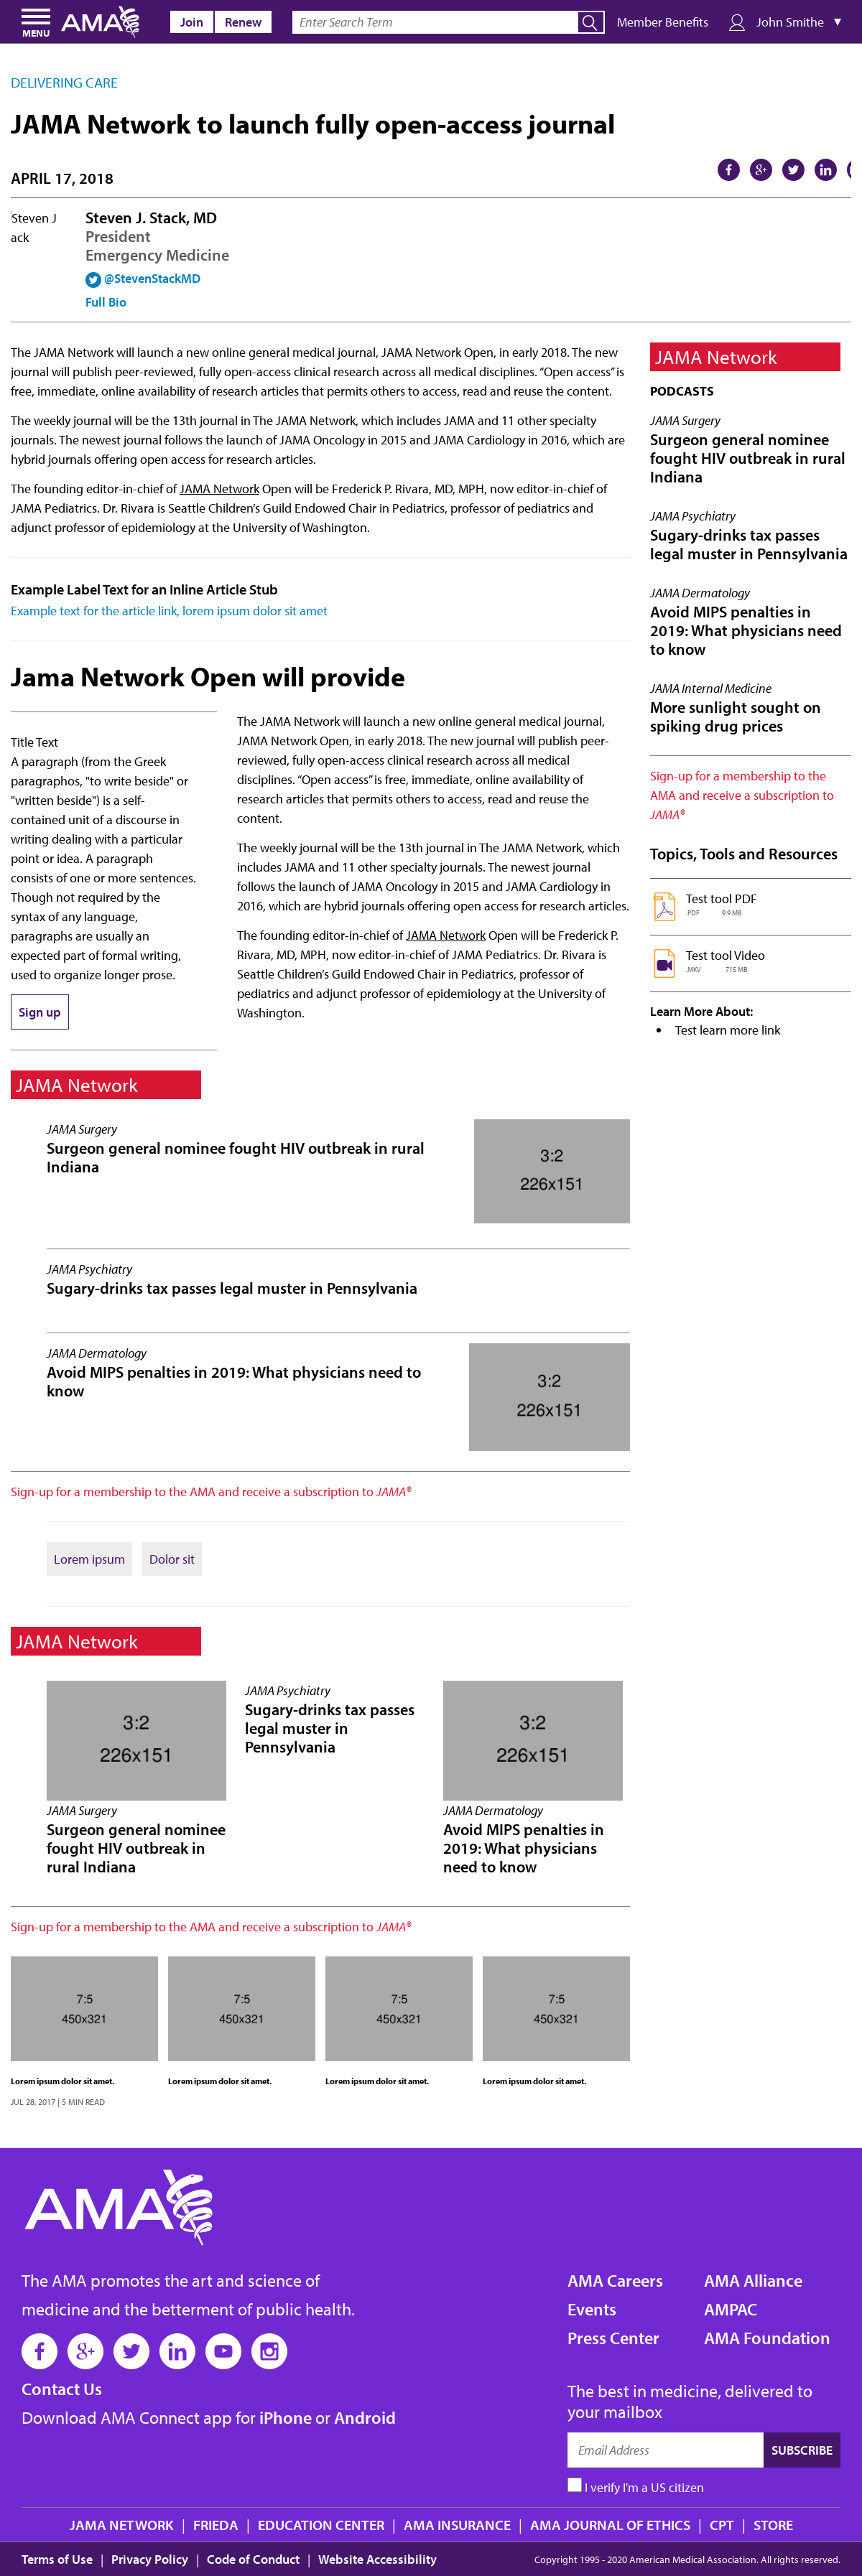 MENU
AMA
Join
Renew
Enter Search Term
Member Benefits
John Smithe
DELIVERING CARE
JAMA Network to launch fully open-access journal
APRIL 17, 2018
Steven J
ack
Steven J. Stack, MD
President
Emergency Medicine
@StevenStackMD
Full Bio
The JAMA Network will launch a new online general medical journal, JAMA Network Open, in early 2018. The new
journal will publish peer-reviewed, fully open-access clinical research across all medical disciplines. “Open access” is
free, immediate, online availability of research articles that permits others to access, read and reuse the content.
The weekly journal will be the 13th journal in The JAMA Network, which includes JAMA and 11 other specialty
journals. The newest journal follows the launch of JAMA Oncology in 2015 and JAMA Cardiology in 2016, which are
hybrid journals offering open access for research articles.
The founding editor-in-chief of JAMA Network Open will be Frederick P. Rivara, MD, MPH, now editor-in-chief of
JAMA Pediatrics. Dr. Rivara is Seattle Children’s Guild Endowed Chair in Pediatrics, professor of pediatrics and
adjunct professor of epidemiology at the University of Washington.
Example Label Text for an Inline Article Stub
Example text for the article link, lorem ipsum dolor sit amet
Jama Network Open will provide
Title Text
A paragraph (from the Greek
paragraphos, "to write beside" or
"written beside") is a self-
contained unit of a discourse in
writing dealing with a particular
point or idea. A paragraph
consists of one or more sentences.
Though not required by the
syntax of any language,
paragraphs are usually an
expected part of formal writing,
used to organize longer prose.
Sign up
The JAMA Network will launch a new online general medical journal,
JAMA Network Open, in early 2018. The new journal will publish peer-
reviewed, fully open-access clinical research across all medical
disciplines. “Open access” is free, immediate, online availability of
research articles that permits others to access, read and reuse the
content.
The weekly journal will be the 13th journal in The JAMA Network, which
includes JAMA and 11 other specialty journals. The newest journal
follows the launch of JAMA Oncology in 2015 and JAMA Cardiology in
2016, which are hybrid journals offering open access for research articles.
The founding editor-in-chief of JAMA Network Open will be Frederick P.
Rivara, MD, MPH, now editor-in-chief of JAMA Pediatrics. Dr. Rivara is
Seattle Children’s Guild Endowed Chair in Pediatrics, professor of
pediatrics and adjunct professor of epidemiology at the University of
Washington.
JAMA Network
PODCASTS
JAMA Surgery
Surgeon general nominee
fought HIV outbreak in rural
Indiana
JAMA Psychiatry
Sugary-drinks tax passes
legal muster in Pennsylvania
JAMA Dermatology
Avoid MIPS penalties in
2019: What physicians need
to know
JAMA Internal Medicine
More sunlight sought on
spiking drug prices
Sign-up for a membership to the
AMA and receive a subscription to
JAMA®
Topics, Tools and Resources
Test tool PDF
.PDF 9.9 MB
Test tool Video
.MKV 715 MB
Learn More About:
Test learn more link
JAMA Network
JAMA Surgery
Surgeon general nominee fought HIV outbreak in rural
Indiana
3:2
226x151
JAMA Psychiatry
Sugary-drinks tax passes legal muster in Pennsylvania
JAMA Dermatology
Avoid MIPS penalties in 2019: What physicians need to
know
3:2
226x151
Sign-up for a membership to the AMA and receive a subscription to JAMA®
Lorem ipsum
Dolor sit
JAMA Network
3:2
226x151
JAMA Surgery
Surgeon general nominee
fought HIV outbreak in
rural Indiana
JAMA Psychiatry
Sugary-drinks tax passes
legal muster in
Pennsylvania
3:2
226x151
JAMA Dermatology
Avoid MIPS penalties in
2019: What physicians
need to know
Sign-up for a membership to the AMA and receive a subscription to JAMA®
7:5
450x321
7:5
450x321
7:5
450x321
7:5
450x321
Lorem ipsum dolor sit amet.
Lorem ipsum dolor sit amet.
Lorem ipsum dolor sit amet.
Lorem ipsum dolor sit amet.
JUL 28, 2017 | 5 MIN READ
AMA
The AMA promotes the art and science of
medicine and the betterment of public health.
Contact Us
Download AMA Connect app for iPhone or Android
AMA Careers
Events
Press Center
AMA Alliance
AMPAC
AMA Foundation
The best in medicine, delivered to
your mailbox
Email Address
SUBSCRIBE
I verify I'm a US citizen
JAMA NETWORK | FRIEDA | EDUCATION CENTER | AMA INSURANCE | AMA JOURNAL OF ETHICS | CPT | STORE
Terms of Use | Privacy Policy | Code of Conduct | Website Accessibility
Copyright 1995 - 2020 American Medical Association. All rights reserved.